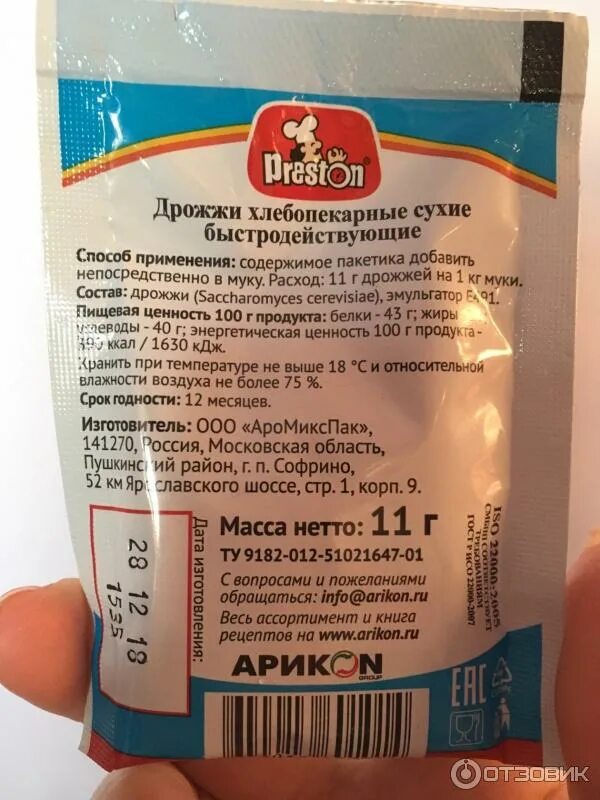 Preston
Дрожжи хлебопекарные сухие
быстродействующие
Способ применения: содержимое пакетика добавить
непосредственно в муку. Расход: 11 г дрожжей на 1 кг муки.
Состав: дрожжи (Saccharomyces cerevisiae), эмульгатор Е491.
Пищевая ценность 100 г продукта: белки - 43 г; жиры
углеводы - 40 г; энергетическая ценность 100 г продукта -
390 ккал / 1630 кДж.
Хранить при температуре не выше 18 °С и относительной
влажности воздуха не более 75 %.
Срок годности: 12 месяцев.
Изготовитель: ООО «АроМиксПак»,
141270, Россия, Московская область,
Пушкинский район, г. п. Софрино,
52 км Ярославского шоссе, стр. 1, корп. 9.
Дата изготовления:
28 12 18
1535
Масса нетто: 11 г
ТУ 9182-012-51021647-01
С вопросами и пожеланиями
обращаться: info@arikon.ru
Весь ассортимент и книга
рецептов на www.arikon.ru
АРИКОN
GROUP
ISO 22000:2005
СМБПП СООТВЕТСТВУЕТ
ТРЕБОВАНИЯМ
ГОСТ Р ИСО 22000-2007
EAC
ОТЗОВИК